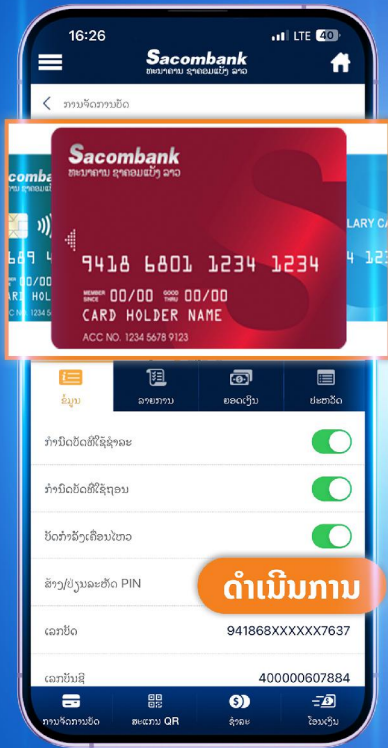 16:26
LTE 40
Sacombank
ທະນາຄານ ຊາຄອມແບັງ ລາວ
ການຈັດການບັດ
Sacombank
ທະນາຄານ ຊາຄອມແບັງ ລາວ
9418 6801 1234 1234
MEMBER SINCE 00/00 GOOD THRU 00/00
CARD HOLDER NAME
ACC NO. 1234 5678 9123
ຂໍ້ມູນ
ລາຍການ
ຍອດເງິນ
ປະຫວັດ
ກຳນົດບັດທີ່ໃຊ້ຊຳລະ
ກຳນົດບັດທີ່ໃຊ້ຖອນ
ບັດກຳລັງເຄື່ອນໄຫວ
ສ້າງ/ປ່ຽນລະຫັດ PIN
ດຳເນີນການ
ເລກບັດ
941868XXXXXX7637
ເລກບັນຊີ
400000607884
ການຈັດການບັດ
ສະແກນ QR
ຊຳລະ
ໂອນເງິນ